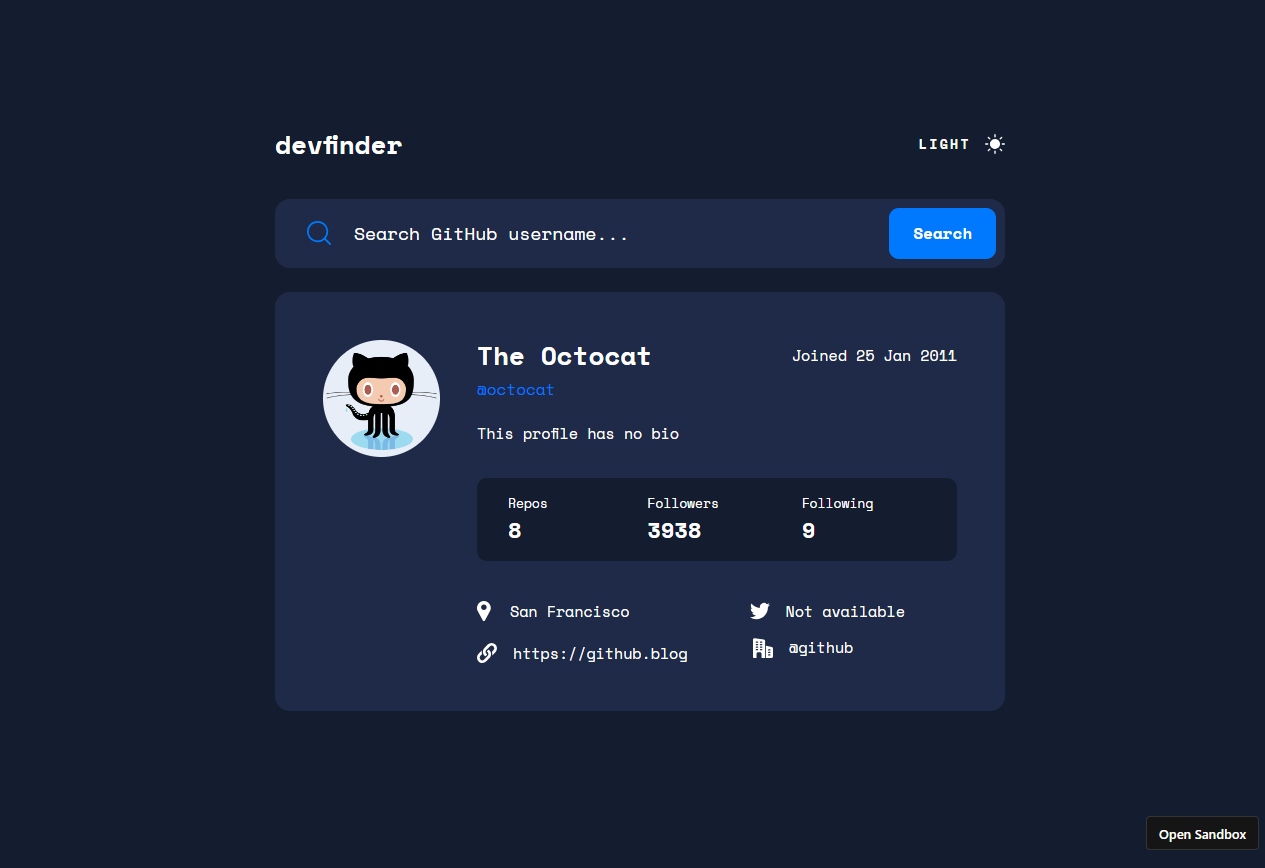 devfinder
LIGHT
Search GitHub username...
Search
The Octocat
Joined 25 Jan 2011
@octocat
This profile has no bio
Repos
Followers
Following
8
3938
9
San Francisco
Not available
https://github.blog
@github
Open Sandbox